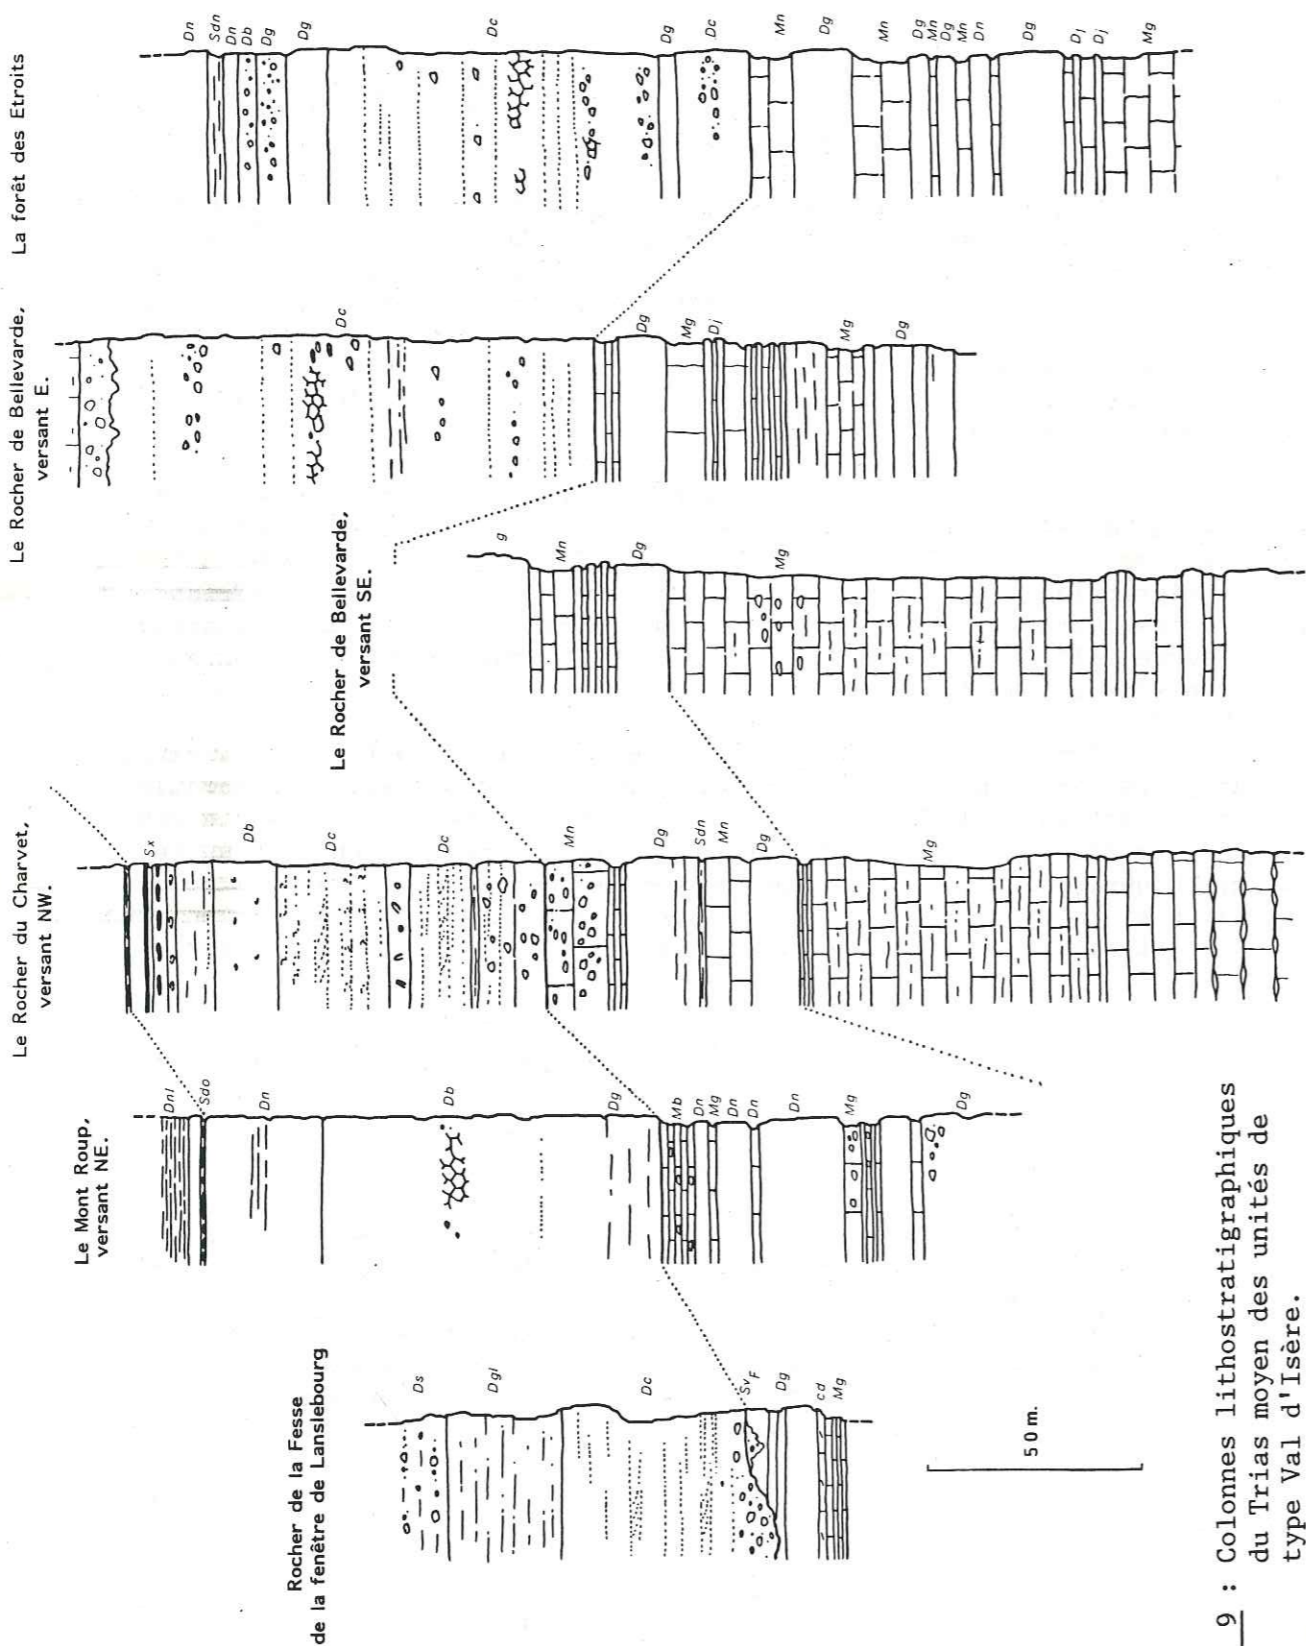 Rocher de la Fesse
de la fenêtre de Lanslebourg
Ds
Dgl
Dc
Sv
F
Dg
cd
Mg
Le Mont Roup,
versant NE.
Dnl
Sdo
Dn
Db
Dg
Mb
Dn
Mg
Dn
Dn
Dn
Mg
Dg
Le Rocher du Charvet,
versant NW.
Sx
Db
Dc
Dc
Mn
Dg
Sdn
Mn
Dg
Mg
Le Rocher de Bellevarde,
versant SE.
g
Mn
Dg
Mg
Le Rocher de Bellevarde,
versant E.
Dc
Dg
Mg
Dj
Mg
Dg
La forêt des Etroits
Dn
Sdn
Dn
Db
Dg
Dg
Dc
Dg
Dc
Mn
Dg
Mn
Dg
Mn
Dg
Mn
Dn
Dg
Dj
Dj
Mg
50 m.
9 : Colonnes lithostratigraphiques
du Trias moyen des unités de
type Val d'Isère.